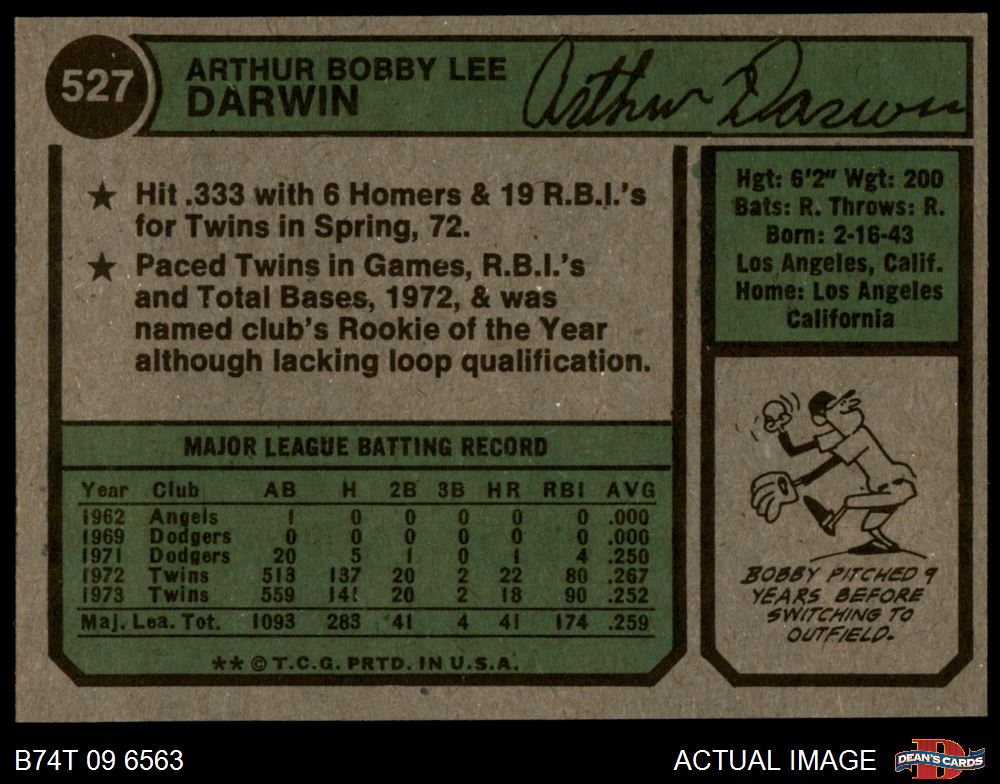 527
ARTHUR BOBBY LEE
DARWIN
Arthur Darwin
★ Hit .333 with 6 Homers & 19 R.B.I.'s
for Twins in Spring, 72.
★ Paced Twins in Games, R.B.I.'s
and Total Bases, 1972, & was
named club's Rookie of the Year
although lacking loop qualification.
Hgt: 6'2" Wgt: 200
Bats: R. Throws: R.
Born: 2-16-43
Los Angeles, Calif.
Home: Los Angeles
California
MAJOR LEAGUE BATTING RECORD
Year Club AB H 2B 3B HR RBI AVG
1962 Angels 1 0 0 0 0 0 .000
1969 Dodgers 0 0 0 0 0 0 .000
1971 Dodgers 20 5 1 0 1 4 .250
1972 Twins 513 137 20 2 22 80 .267
1973 Twins 559 141 20 2 18 90 .252
Maj. Lea. Tot. 1093 283 41 4 41 174 .259
** © T.C.G. PRTD. IN U.S.A.
BOBBY PITCHED 9
YEARS BEFORE
SWITCHING TO
OUTFIELD.
B74T 09 6563
ACTUAL IMAGE
D
DEAN'S CARDS